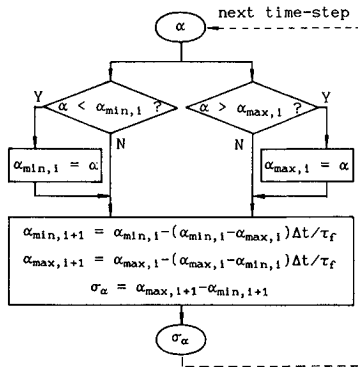 next time-step
α
Y
α < α_min,i ?
α > α_max,i ?
Y
α_min,i = α
N
N
α_max,i = α
α_min,i+1 = α_min,i-(α_min,i-α_max,i)Δt/τ_f
α_max,i+1 = α_max,i-(α_max,i-α_min,i)Δt/τ_f
σ_α = α_max,i+1-α_min,i+1
σ_α